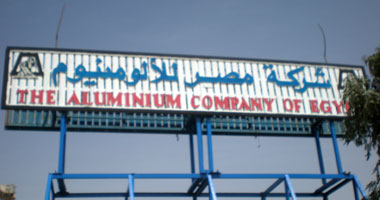 شركة مصر للألومنيوم
THE ALUMINIUM COMPANY OF EGYPT